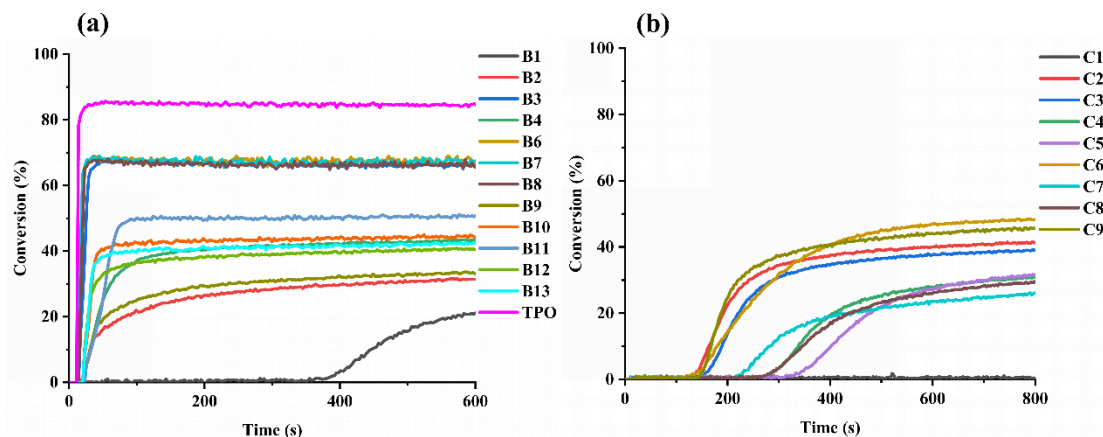 (a)
100
80
60
40
20
0
Conversion (%)
0 200 400 600
Time (s)
B1
B2
B3
B4
B6
B7
B8
B9
B10
B11
B12
B13
TPO
(b)
100
80
60
40
20
0
Conversion (%)
0 200 400 600 800
Time (s)
C1
C2
C3
C4
C5
C6
C7
C8
C9